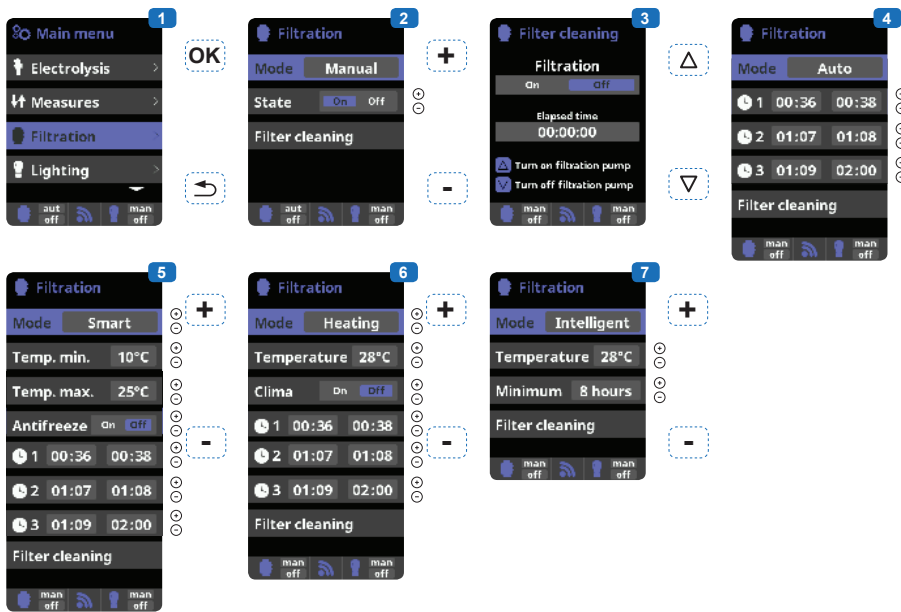 1
Main menu
Electrolysis
Measures
Filtration
Lighting
aut off man off
OK
2
Filtration
Mode Manual
State On Off
Filter cleaning
aut off man off
+
-
3
Filter cleaning
Filtration
On Off
Elapsed time
00:00:00
Turn on filtration pump
Turn off filtration pump
man off man off
4
Filtration
Mode Auto
1 00:36 00:38
2 01:07 01:08
3 01:09 02:00
Filter cleaning
man off man off
5
Filtration
Mode Smart
Temp. min. 10°C
Temp. max. 25°C
Antifreeze On Off
1 00:36 00:38
2 01:07 01:08
3 01:09 02:00
Filter cleaning
man off man off
+
-
6
Filtration
Mode Heating
Temperature 28°C
Clima On Off
1 00:36 00:38
2 01:07 01:08
3 01:09 02:00
Filter cleaning
man off man off
+
-
7
Filtration
Mode Intelligent
Temperature 28°C
Minimum 8 hours
Filter cleaning
man off man off
+
-